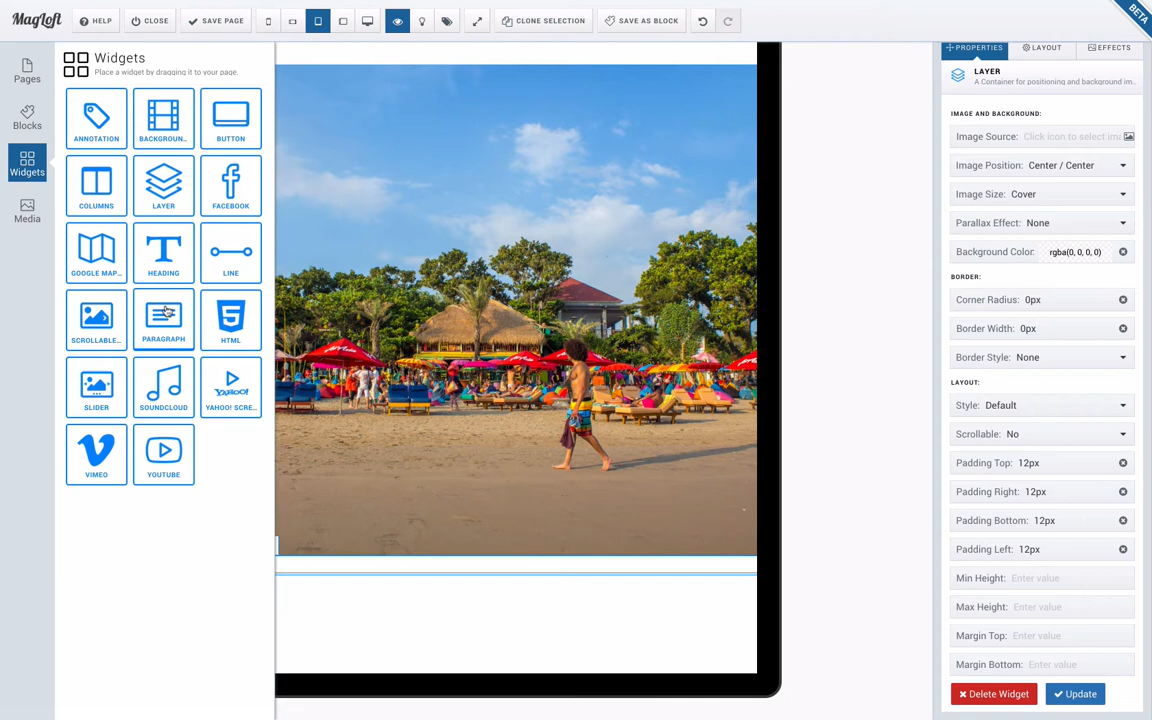 MagLoft
HELP
CLOSE
SAVE PAGE
CLONE SELECTION
SAVE AS BLOCK
BETA
Pages
Blocks
Widgets
Media
Widgets
Place a widget by dragging it to your page.
ANNOTATION
BACKGROUN...
BUTTON
COLUMNS
LAYER
FACEBOOK
GOOGLE MAP...
HEADING
LINE
SCROLLABLE...
PARAGRAPH
HTML
SLIDER
SOUNDCLOUD
YAHOO!
YAHOO! SCRE...
VIMEO
YOUTUBE
PROPERTIES
LAYOUT
EFFECTS
LAYER
A Container for positioning and background im...
IMAGE AND BACKGROUND:
Image Source: Click icon to select ima
Image Position: Center / Center
Image Size: Cover
Parallax Effect: None
Background Color: rgba(0, 0, 0, 0)
BORDER:
Corner Radius: 0px
Border Width: 0px
Border Style: None
LAYOUT:
Style: Default
Scrollable: No
Padding Top: 12px
Padding Right: 12px
Padding Bottom: 12px
Padding Left: 12px
Min Height: Enter value
Max Height: Enter value
Margin Top: Enter value
Margin Bottom: Enter value
Delete Widget
Update